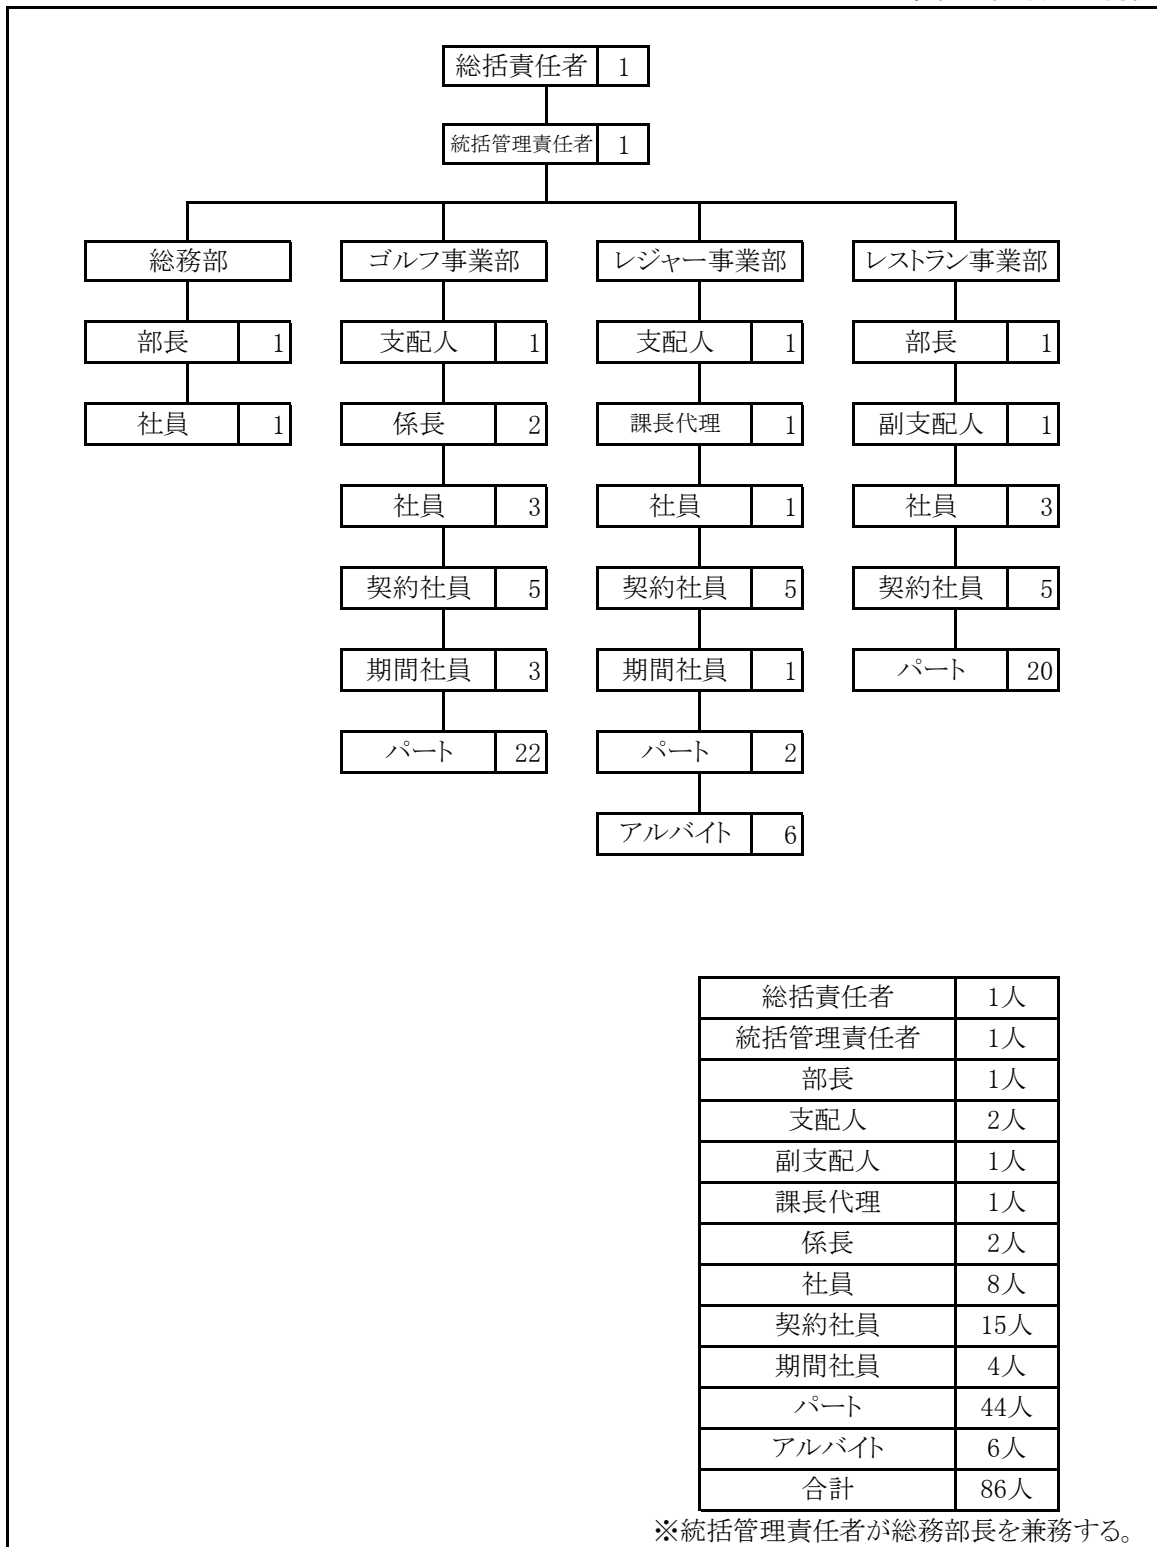 総括責任者 1
統括管理責任者 1
総務部 ゴルフ事業部 レジャー事業部 レストラン事業部
部長 1 支配人 1 支配人 1 部長 1
社員 1 係長 2 課長代理 1 副支配人 1
社員 3 社員 1 社員 3
契約社員 5 契約社員 5 契約社員 5
期間社員 3 期間社員 1 パート 20
パート 22 パート 2
アルバイト 6
総括責任者 1人
統括管理責任者 1人
部長 1人
支配人 2人
副支配人 1人
課長代理 1人
係長 2人
社員 8人
契約社員 15人
期間社員 4人
パート 44人
アルバイト 6人
合計 86人
※統括管理責任者が総務部長を兼務する。